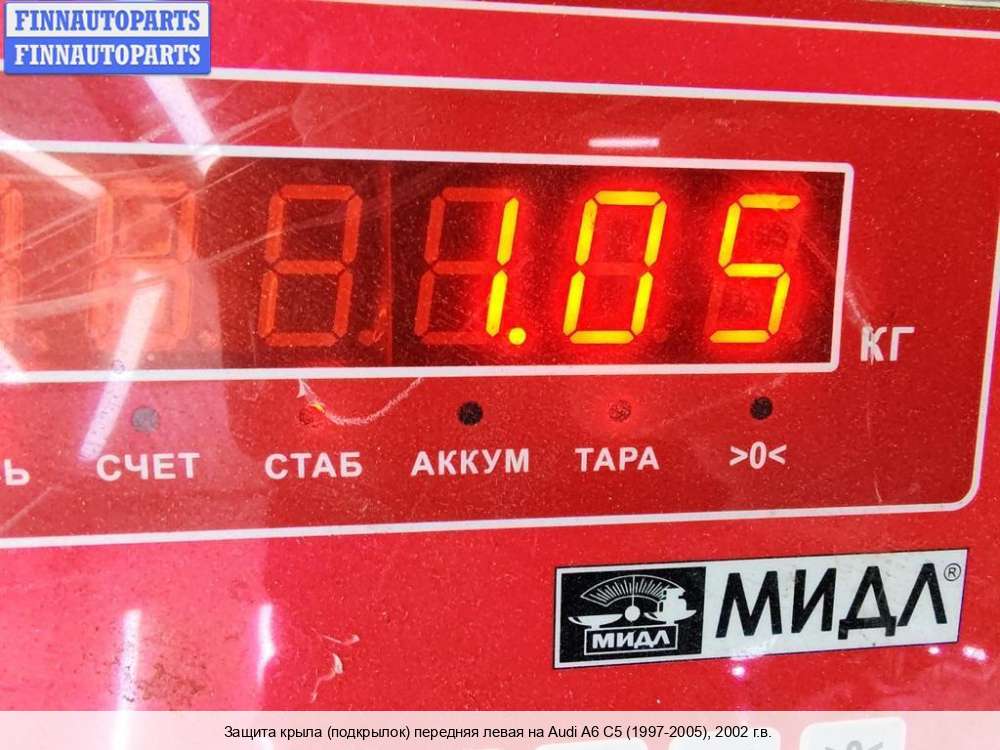 FINNAUTOPARTS
FINNAUTOPARTS
1.05
КГ
СЧЕТ СТАБ АККУМ ТАРА >0<
МИДЛ МИДЛ®
Защита крыла (подкрылок) передняя левая на Audi A6 C5 (1997-2005), 2002 г.в.